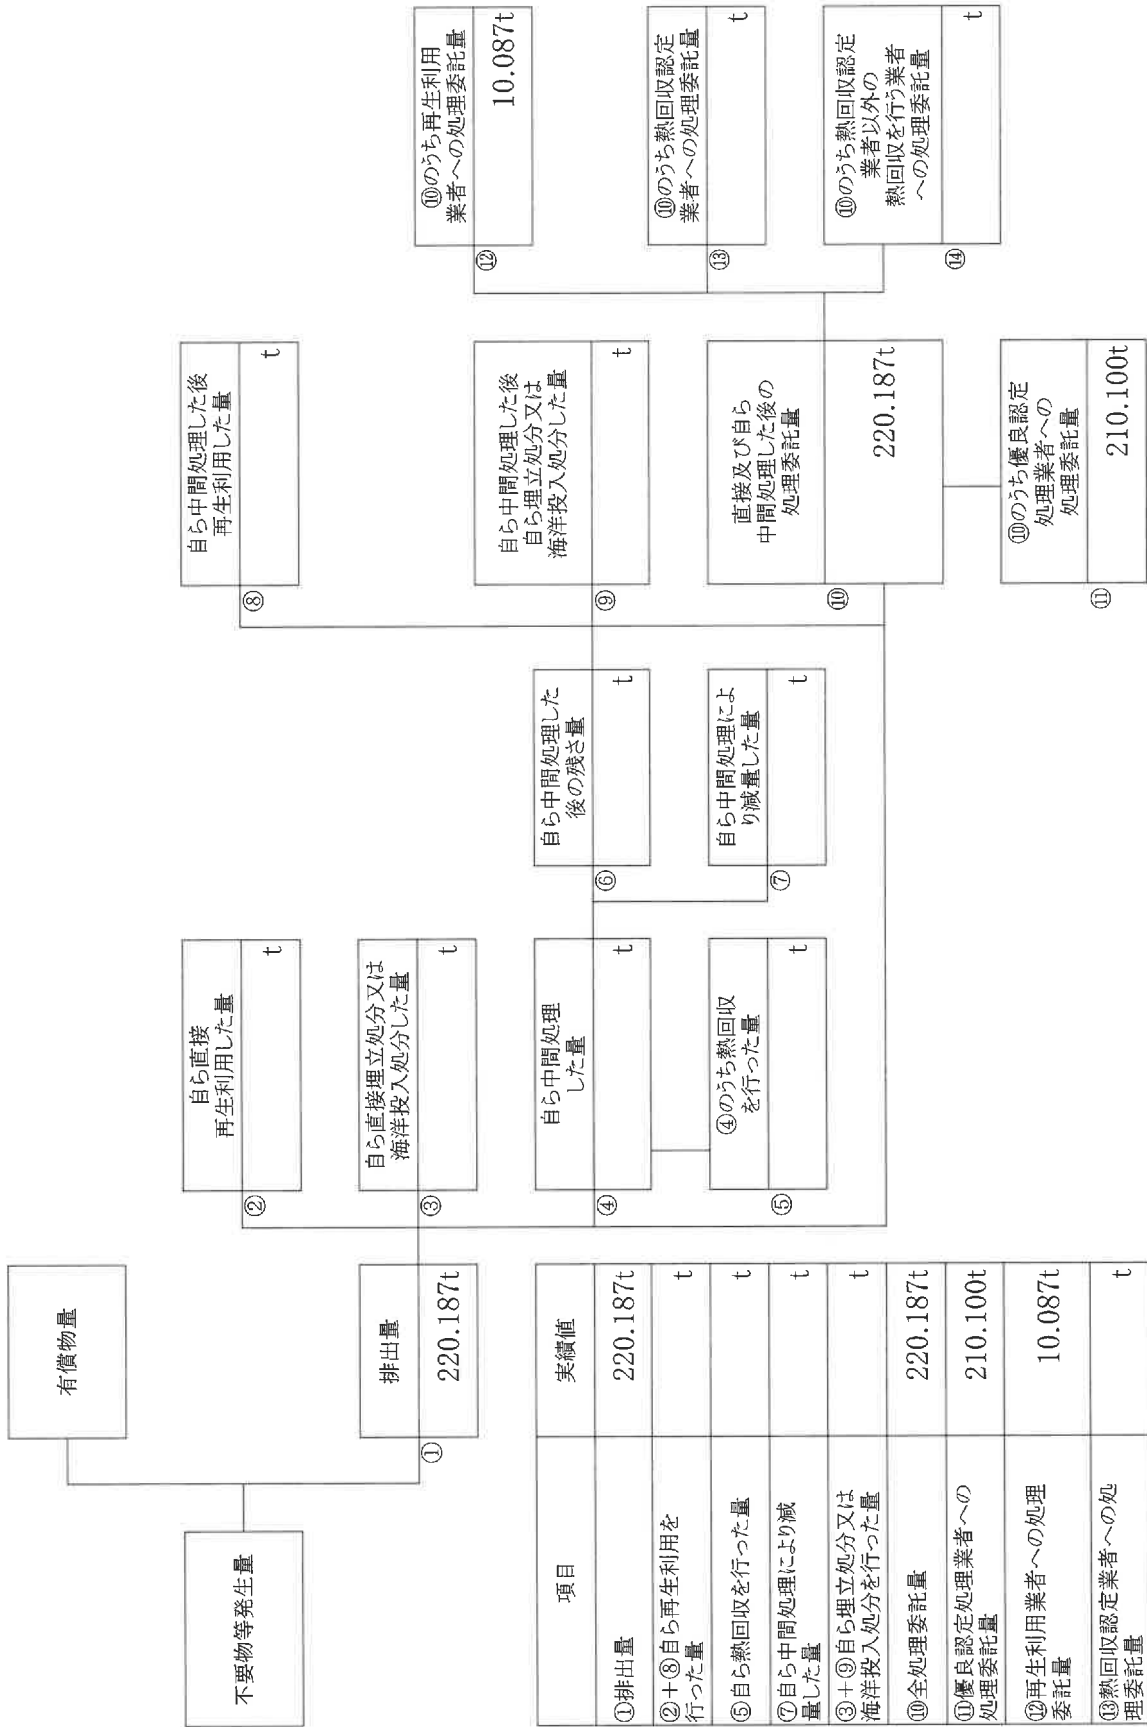 不要物等発生量
有償物量
①
排出量
220.187t
②
自ら直接
再生利用した量
t
③
自ら直接埋立処分又は
海洋投入処分した量
t
④
自ら中間処理
した量
t
⑤
④のうち熱回収
を行った量
t
⑥
自ら中間処理した
後の残さ量
t
⑦
自ら中間処理によ
り減量した量
t
⑧
自ら中間処理した後
再生利用した量
t
⑨
自ら中間処理した後
自ら埋立処分又は
海洋投入処分した量
t
⑩
直接及び自ら
中間処理した後の
処理委託量
220.187t
⑪
⑩のうち優良認定
処理業者への
処理委託量
210.100t
⑫
⑩のうち再生利用
業者への処理委託量
10.087t
⑬
⑩のうち熱回収認定
業者への処理委託量
t
⑭
⑩のうち熱回収認定
業者以外の
熱回収を行う業者
への処理委託量
t
項目 実績値
①排出量 220.187t
②+⑧自ら再生利用を
行った量 t
⑤自ら熱回収を行った量 t
⑦自ら中間処理により減
量した量 t
③+⑨自ら埋立処分又は
海洋投入処分を行った量 t
⑩全処理委託量 220.187t
⑪優良認定処理業者への
処理委託量 210.100t
⑫再生利用業者への処理
委託量 10.087t
⑬熱回収認定業者への処
理委託量 t